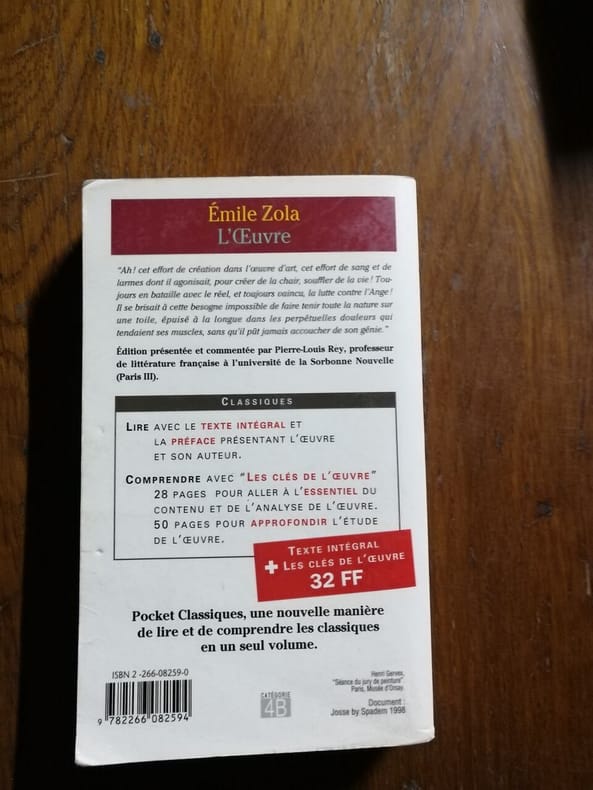 Émile Zola
L'Œuvre
"Ah! cet effort de création dans l'œuvre d'art, cet effort de sang et de
larmes dont il agonisait, pour créer de la chair, souffler de la vie! Tou-
jours en bataille avec le réel, et toujours vaincu, la lutte contre l'Ange!
Il se brisait à cette besogne impossible de faire tenir toute la nature sur
une toile, épuisé à la longue dans les perpétuelles douleurs qui
tendaient ses muscles, sans qu'il pût jamais accoucher de son génie."
Édition présentée et commentée par Pierre-Louis Rey, professeur
de littérature française à l'université de la Sorbonne Nouvelle
(Paris III).
CLASSIQUES
LIRE AVEC LE TEXTE INTÉGRAL ET
LA PRÉFACE PRÉSENTANT L'ŒUVRE
ET SON AUTEUR.
COMPRENDRE AVEC "LES CLÉS DE L'ŒUVRE"
28 PAGES POUR ALLER À L'ESSENTIEL DU
CONTENU ET DE L'ANALYSE DE L'ŒUVRE.
50 PAGES POUR APPROFONDIR L'ÉTUDE
DE L'ŒUVRE.
TEXTE INTÉGRAL
+ LES CLÉS DE L'ŒUVRE
32 FF
Pocket Classiques, une nouvelle manière
de lire et de comprendre les classiques
en un seul volume.
ISBN 2 -266-08259-0
9 782266 082594
CATÉGORIE
4B
Henri Gervex,
"Séance du jury de peinture"
Paris, Musée d'Orsay.
Document :
Josse by Spadem 1998